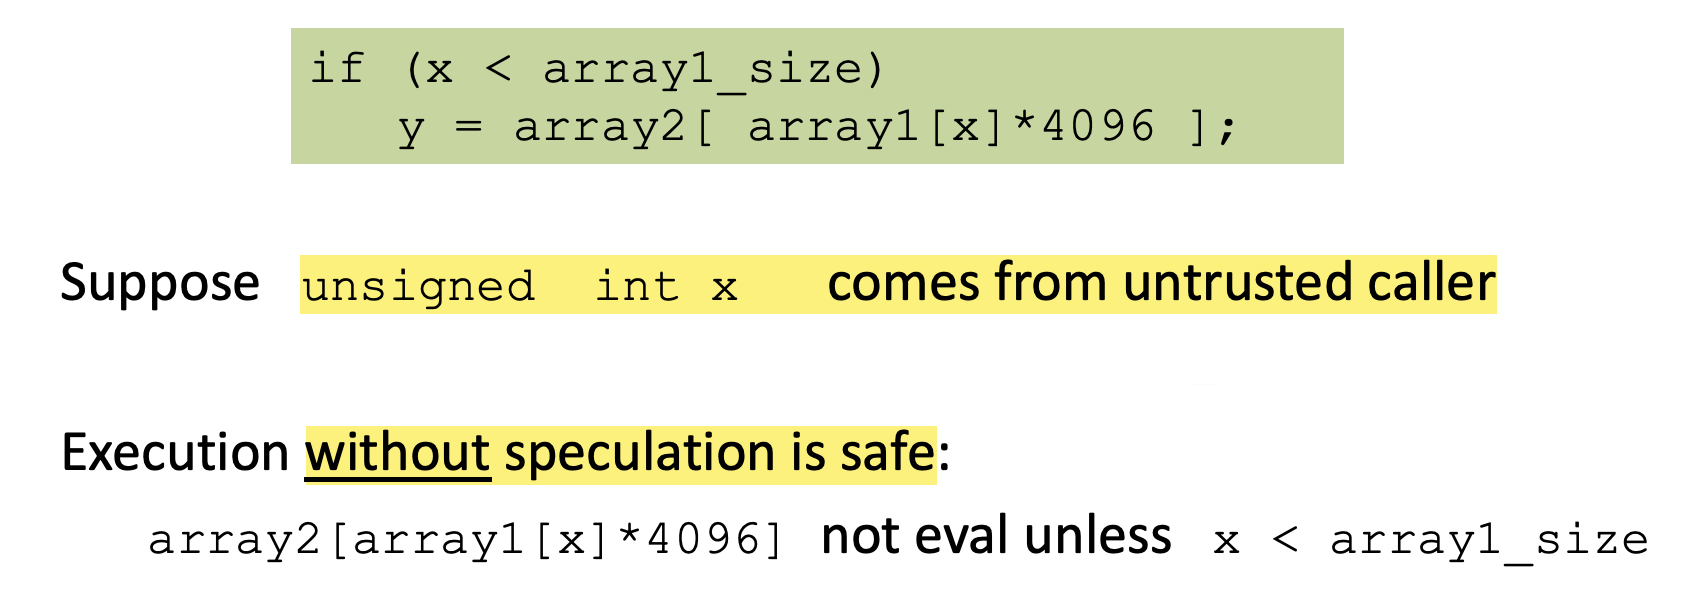 if (x < array1_size)
y = array2[ array1[x]*4096 ];
Suppose unsigned int x comes from untrusted caller
Execution without speculation is safe:
array2[array1[x]*4096] not eval unless x < array1_size